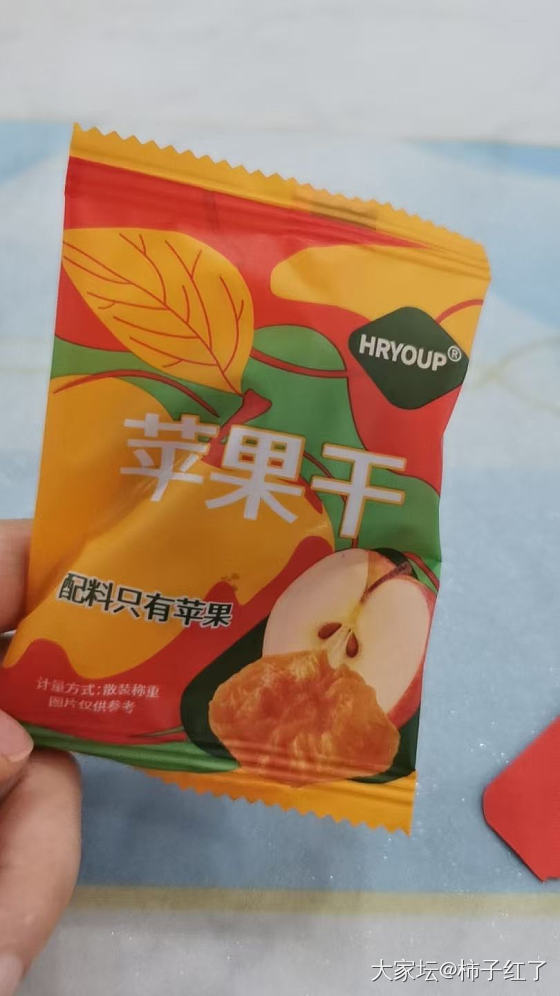 HRYOUP®
苹果干
配料只有苹果
计量方式:散装称重
图片仅供参考
大家坛@柿子红了